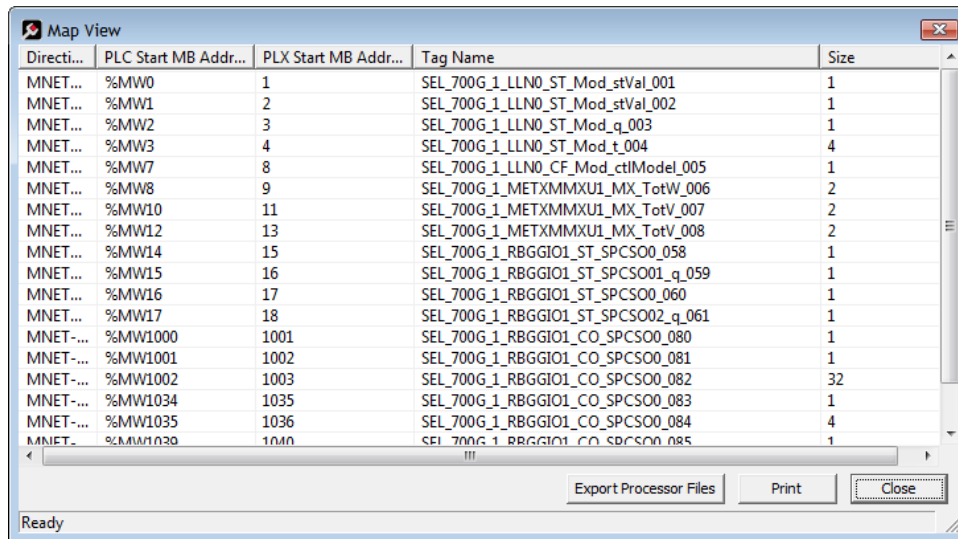 Map View
Directi... PLC Start MB Addr... PLX Start MB Addr... Tag Name Size
MNET... %MW0 1 SEL_700G_1_LLN0_ST_Mod_stVal_001 1
MNET... %MW1 2 SEL_700G_1_LLN0_ST_Mod_stVal_002 1
MNET... %MW2 3 SEL_700G_1_LLN0_ST_Mod_q_003 1
MNET... %MW3 4 SEL_700G_1_LLN0_ST_Mod_t_004 4
MNET... %MW7 8 SEL_700G_1_LLN0_CF_Mod_ctlModel_005 1
MNET... %MW8 9 SEL_700G_1_METXMMXU1_MX_TotW_006 2
MNET... %MW10 11 SEL_700G_1_METXMMXU1_MX_TotV_007 2
MNET... %MW12 13 SEL_700G_1_METXMMXU1_MX_TotV_008 2
MNET... %MW14 15 SEL_700G_1_RBGGIO1_ST_SPCSO0_058 1
MNET... %MW15 16 SEL_700G_1_RBGGIO1_ST_SPCSO01_q_059 1
MNET... %MW16 17 SEL_700G_1_RBGGIO1_ST_SPCSO0_060 1
MNET... %MW17 18 SEL_700G_1_RBGGIO1_ST_SPCSO02_q_061 1
MNET-... %MW1000 1001 SEL_700G_1_RBGGIO1_CO_SPCSO0_080 1
MNET-... %MW1001 1002 SEL_700G_1_RBGGIO1_CO_SPCSO0_081 1
MNET-... %MW1002 1003 SEL_700G_1_RBGGIO1_CO_SPCSO0_082 32
MNET-... %MW1034 1035 SEL_700G_1_RBGGIO1_CO_SPCSO0_083 1
MNET-... %MW1035 1036 SEL_700G_1_RBGGIO1_CO_SPCSO0_084 4
MNET-... %MW1039 1040 SEL_700G_1_RBGGIO1_CO_SPCSO0_085 1
Export Processor Files Print Close
Ready